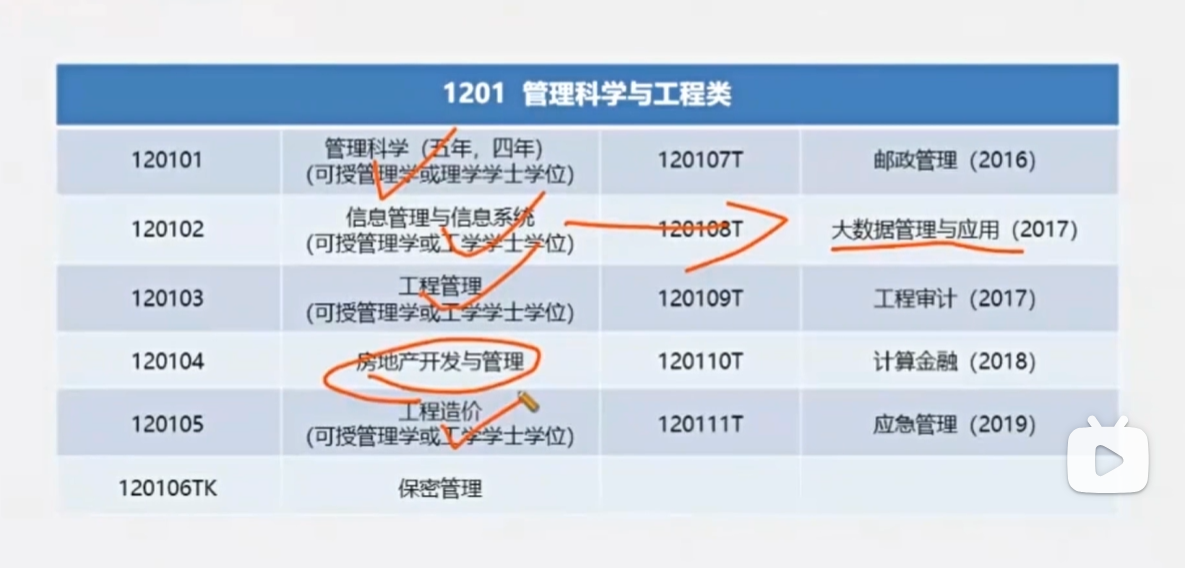 1201 管理科学与工程类
120101
管理科学（五年，四年）
(可授管理学或理学学士学位)
120107T
邮政管理（2016）
120102
信息管理与信息系统
(可授管理学或工学学士学位)
120108T
大数据管理与应用（2017）
120103
工程管理
(可授管理学或工学学士学位)
120109T
工程审计（2017）
120104
房地产开发与管理
120110T
计算金融（2018）
120105
工程造价
(可授管理学或工学学士学位)
120111T
应急管理（2019）
120106TK
保密管理